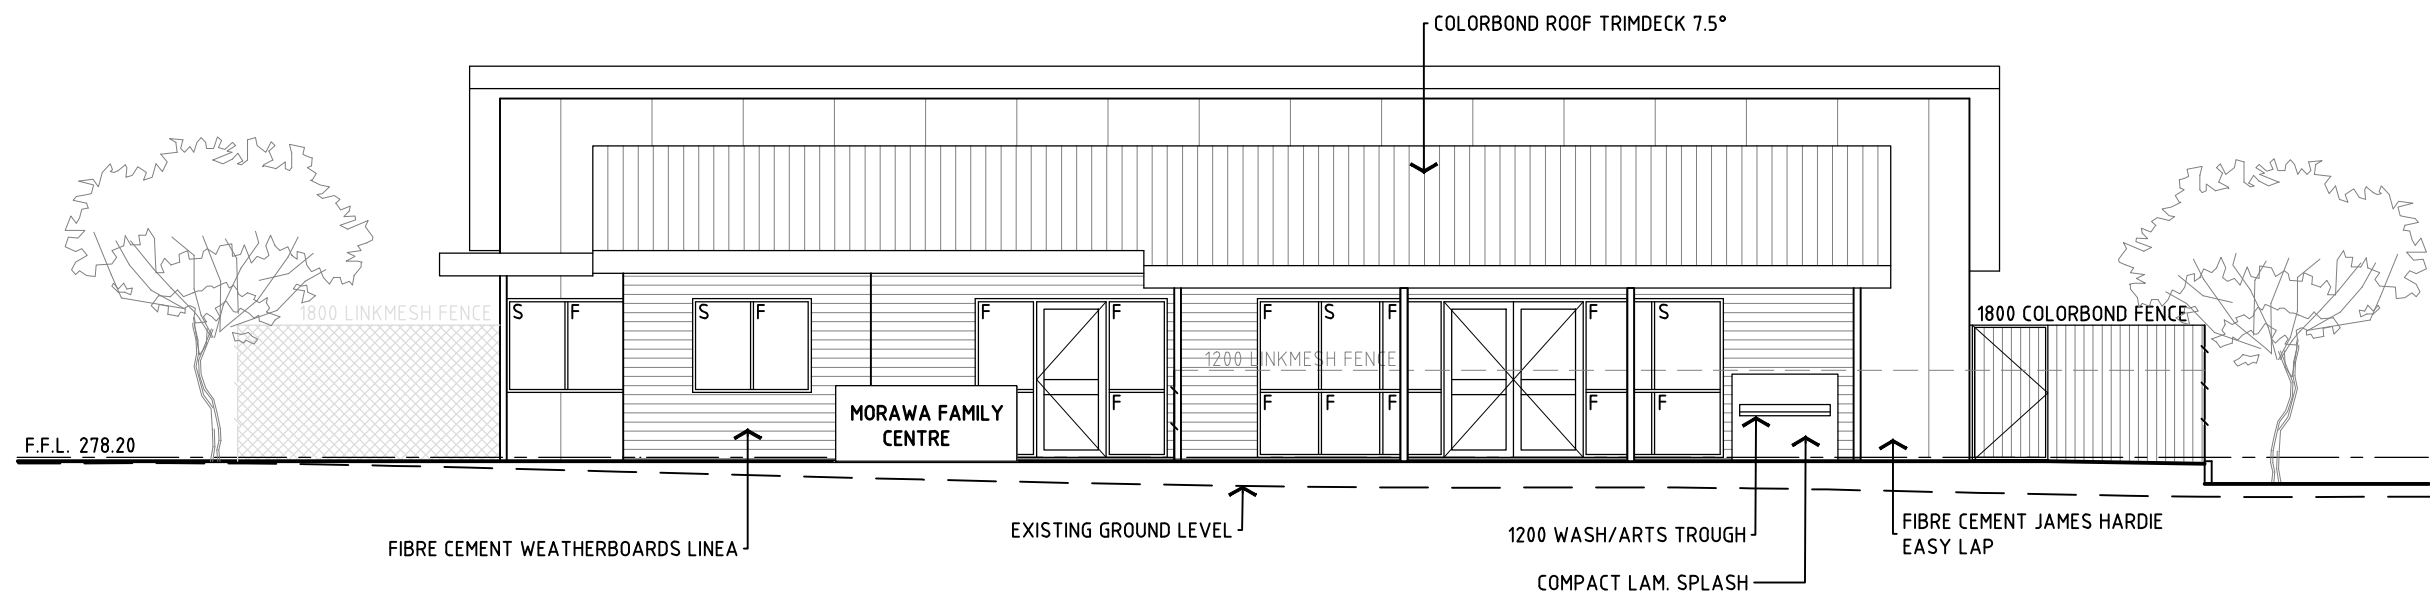 COLORBOND ROOF TRIMDECK 7.5°
1800 LINKMESH FENCE
S F
S F
F F
F S F
F S
1800 COLORBOND FENCE
1200 LINKMESH FENCE
F
F F F
F F
MORAWA FAMILY
CENTRE
F.F.L. 278.20
FIBRE CEMENT WEATHERBOARDS LINEA
EXISTING GROUND LEVEL
1200 WASH/ARTS TROUGH
COMPACT LAM. SPLASH
FIBRE CEMENT JAMES HARDIE
EASY LAP